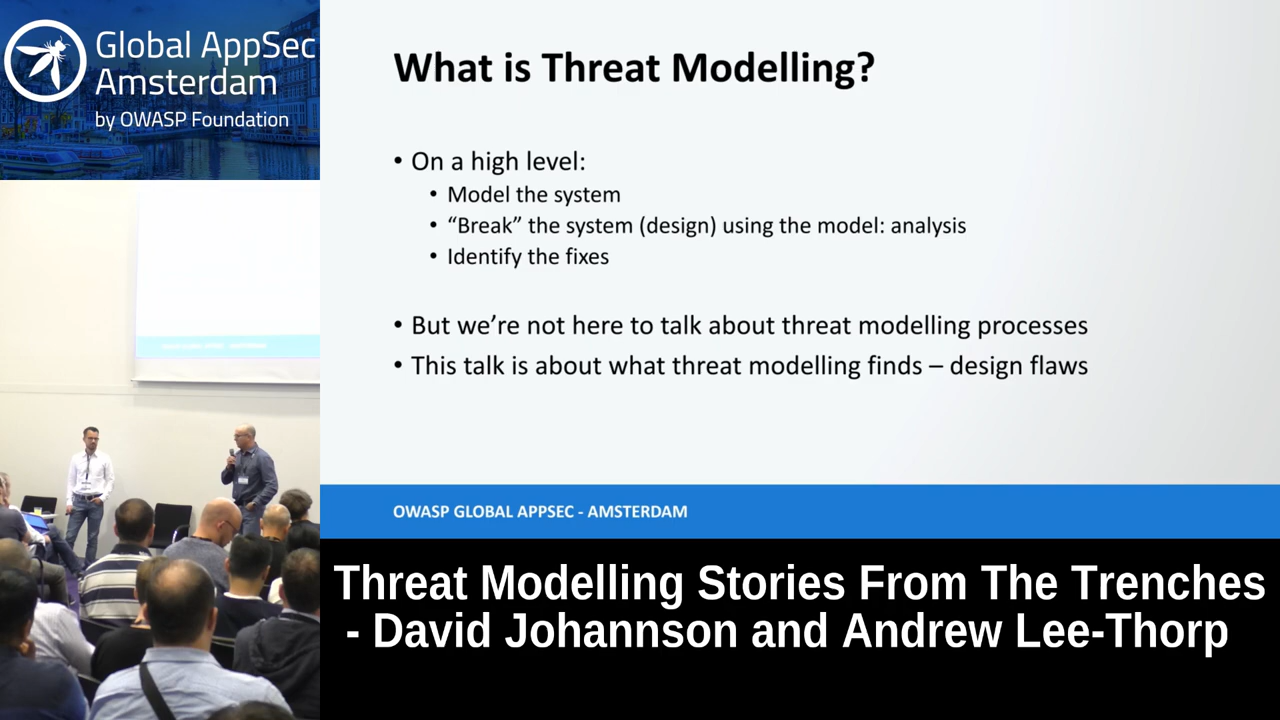 Global AppSec
Amsterdam
by OWASP Foundation
What is Threat Modelling?
• On a high level:
• Model the system
• “Break” the system (design) using the model: analysis
• Identify the fixes
• But we’re not here to talk about threat modelling processes
• This talk is about what threat modelling finds – design flaws
OWASP GLOBAL APPSEC - AMSTERDAM
Threat Modelling Stories From The Trenches
- David Johannson and Andrew Lee-Thorp